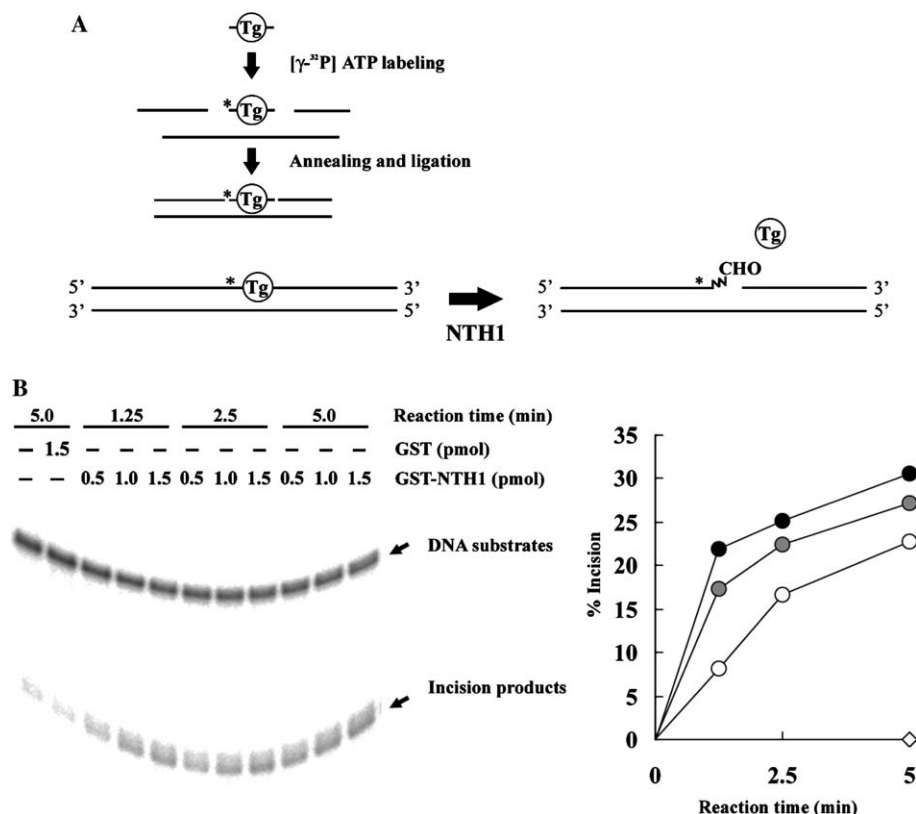 A
Tg
[γ-³²P] ATP labeling
* Tg
Annealing and ligation
* Tg
Tg
CHO
5’ * Tg 3’ * 3’ 5’
3’ 5’ NTH1 3’ 5’
B
5.0 1.25 2.5 5.0 Reaction time (min)
– 1.5 – – – – – – – – – GST (pmol)
– – 0.5 1.0 1.5 0.5 1.0 1.5 0.5 1.0 1.5 GST-NTH1 (pmol)
DNA substrates
Incision products
% Incision
35
30
25
20
15
10
5
0
0 2.5 5
Reaction time (min)